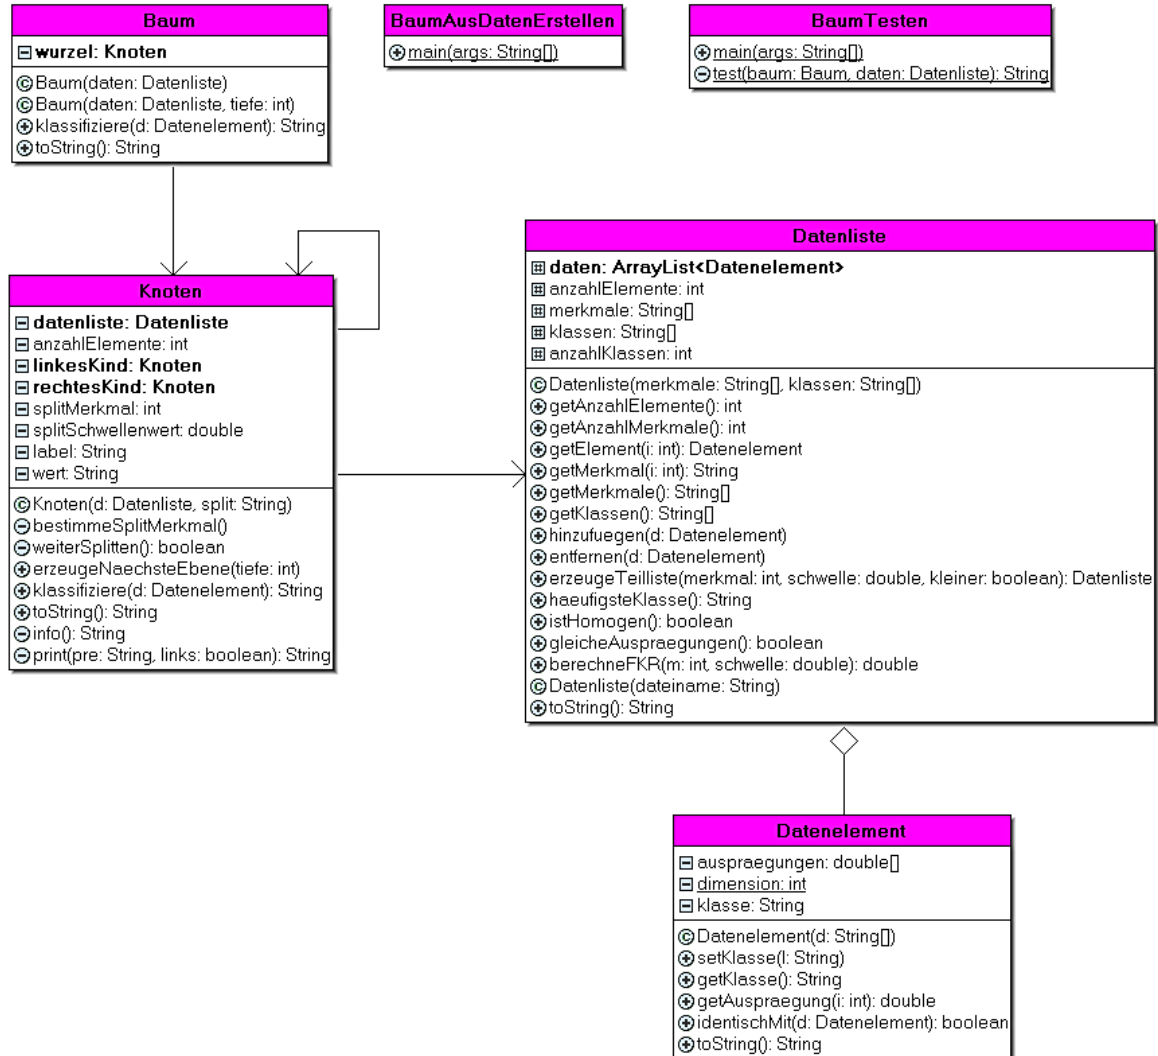 Baum
wurzel: Knoten
Baum(daten: Datenliste)
Baum(daten: Datenliste, tiefe: int)
klassifiziere(d: Datenelement): String
toString(): String
BaumAusDatenErstellen
main(args: String[])
BaumTesten
main(args: String[])
test(baum: Baum, daten: Datenliste): String
Knoten
datenliste: Datenliste
anzahlElemente: int
linkesKind: Knoten
rechtesKind: Knoten
splitMerkmal: int
splitSchwellenwert: double
label: String
wert: String
Knoten(d: Datenliste, split: String)
bestimmeSplitMerkmal()
weiterSplitten(): boolean
erzeugeNaechsteEbene(tiefe: int)
klassifiziere(d: Datenelement): String
toString(): String
info(): String
print(pre: String, links: boolean): String
Datenliste
daten: ArrayList<Datenelement>
anzahlElemente: int
merkmale: String[]
klassen: String[]
anzahlKlassen: int
Datenliste(merkmale: String[], klassen: String[])
getAnzahlElemente(): int
getAnzahlMerkmale(): int
getElement(i: int): Datenelement
getMerkmal(i: int): String
getMerkmale(): String[]
getKlassen(): String[]
hinzufuegen(d: Datenelement)
entfernen(d: Datenelement)
erzeugeTeilliste(merkmal: int, schwelle: double, kleiner: boolean): Datenliste
haeufigsteKlasse(): String
istHomogen(): boolean
gleicheAuspraegungen(): boolean
berechneFKR(m: int, schwelle: double): double
Datenliste(dateiname: String)
toString(): String
Datenelement
auspraegungen: double[]
dimension: int
klasse: String
Datenelement(d: String[])
setKlasse(l: String)
getKlasse(): String
getAuspraegung(i: int): double
identischMit(d: Datenelement): boolean
toString(): String